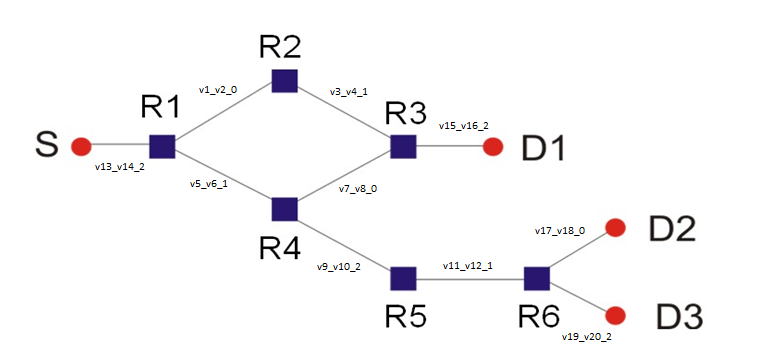 R2
v1_v2_0
v3_v4_1
R1
R3
v15_v16_2
S
D1
v13_v14_2
v5_v6_1
v7_v8_0
R4
v17_v18_0
D2
v9_v10_2
v11_v12_1
R5
R6
D3
v19_v20_2